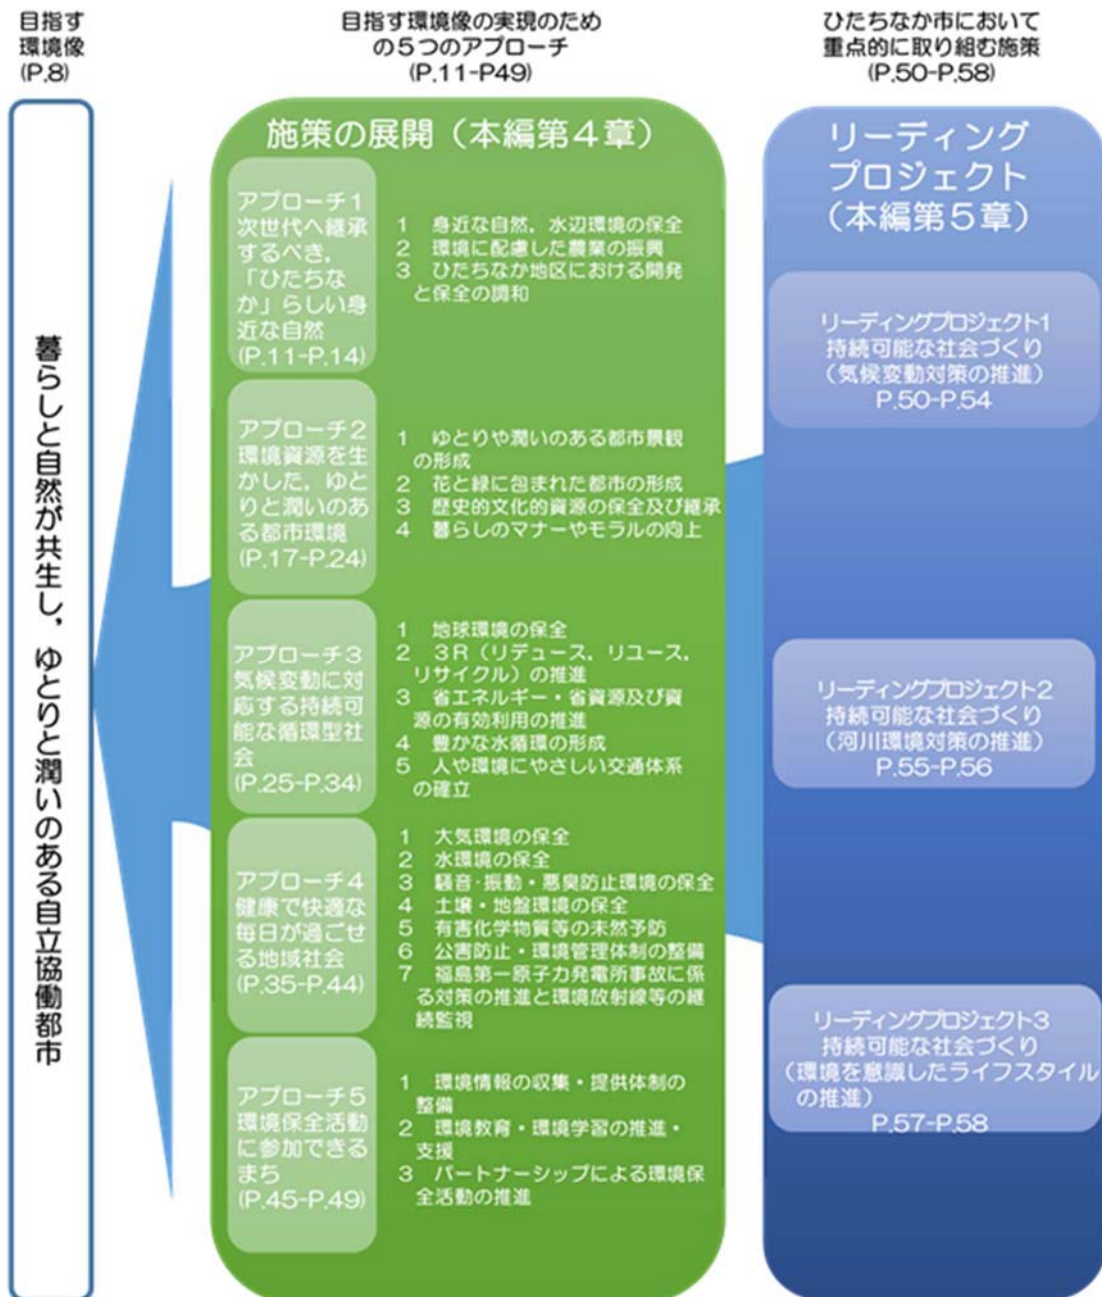 目指す
環境像
(P.8)
目指す環境像の実現のため
の５つのアプローチ
(P.11-P49)
ひたちなか市において
重点的に取り組む施策
(P.50-P.58)
暮らしと自然が共生し，ゆとりと潤いのある自立協働都市
施策の展開（本編第４章）
アプローチ１
次世代へ継承
するべき，
「ひたちな
か」らしい身
近な自然
(P.11-P.14)
１　身近な自然，水辺環境の保全
２　環境に配慮した農業の振興
３　ひたちなか地区における開発
と保全の調和
アプローチ２
環境資源を生
かした，ゆと
りと潤いのあ
る都市環境
(P.17-P.24)
１　ゆとりや潤いのある都市景観
の形成
２　花と緑に包まれた都市の形成
３　歴史的文化的資源の保全及び継承
４　暮らしのマナーやモラルの向上
アプローチ３
気候変動に対
応する持続可
能な循環型社
会
(P.25-P.34)
１　地球環境の保全
２　３Ｒ（リデュース，リユース，
リサイクル）の推進
３　省エネルギー・省資源及び資
源の有効利用の推進
４　豊かな水循環の形成
５　人や環境にやさしい交通体系
の確立
アプローチ４
健康で快適な
毎日が過ごせ
る地域社会
(P.35-P.44)
１　大気環境の保全
２　水環境の保全
３　騒音・振動・悪臭防止環境の保全
４　土壌・地盤環境の保全
５　有害化学物質等の未然予防
６　公害防止・環境管理体制の整備
７　福島第一原子力発電所事故に係
る対策の推進と環境放射線等の継
続監視
アプローチ５
環境保全活動
に参加できる
まち
(P.45-P.49)
１　環境情報の収集・提供体制の
整備
２　環境教育・環境学習の推進・
支援
３　パートナーシップによる環境保
全活動の推進
リーディング
プロジェクト
（本編第５章）
リーディングプロジェクト１
持続可能な社会づくり
（気候変動対策の推進）
P.50-P.54
リーディングプロジェクト２
持続可能な社会づくり
（河川環境対策の推進）
P.55-P.56
リーディングプロジェクト３
持続可能な社会づくり
（環境を意識したライフスタイル
の推進）
P.57-P.58